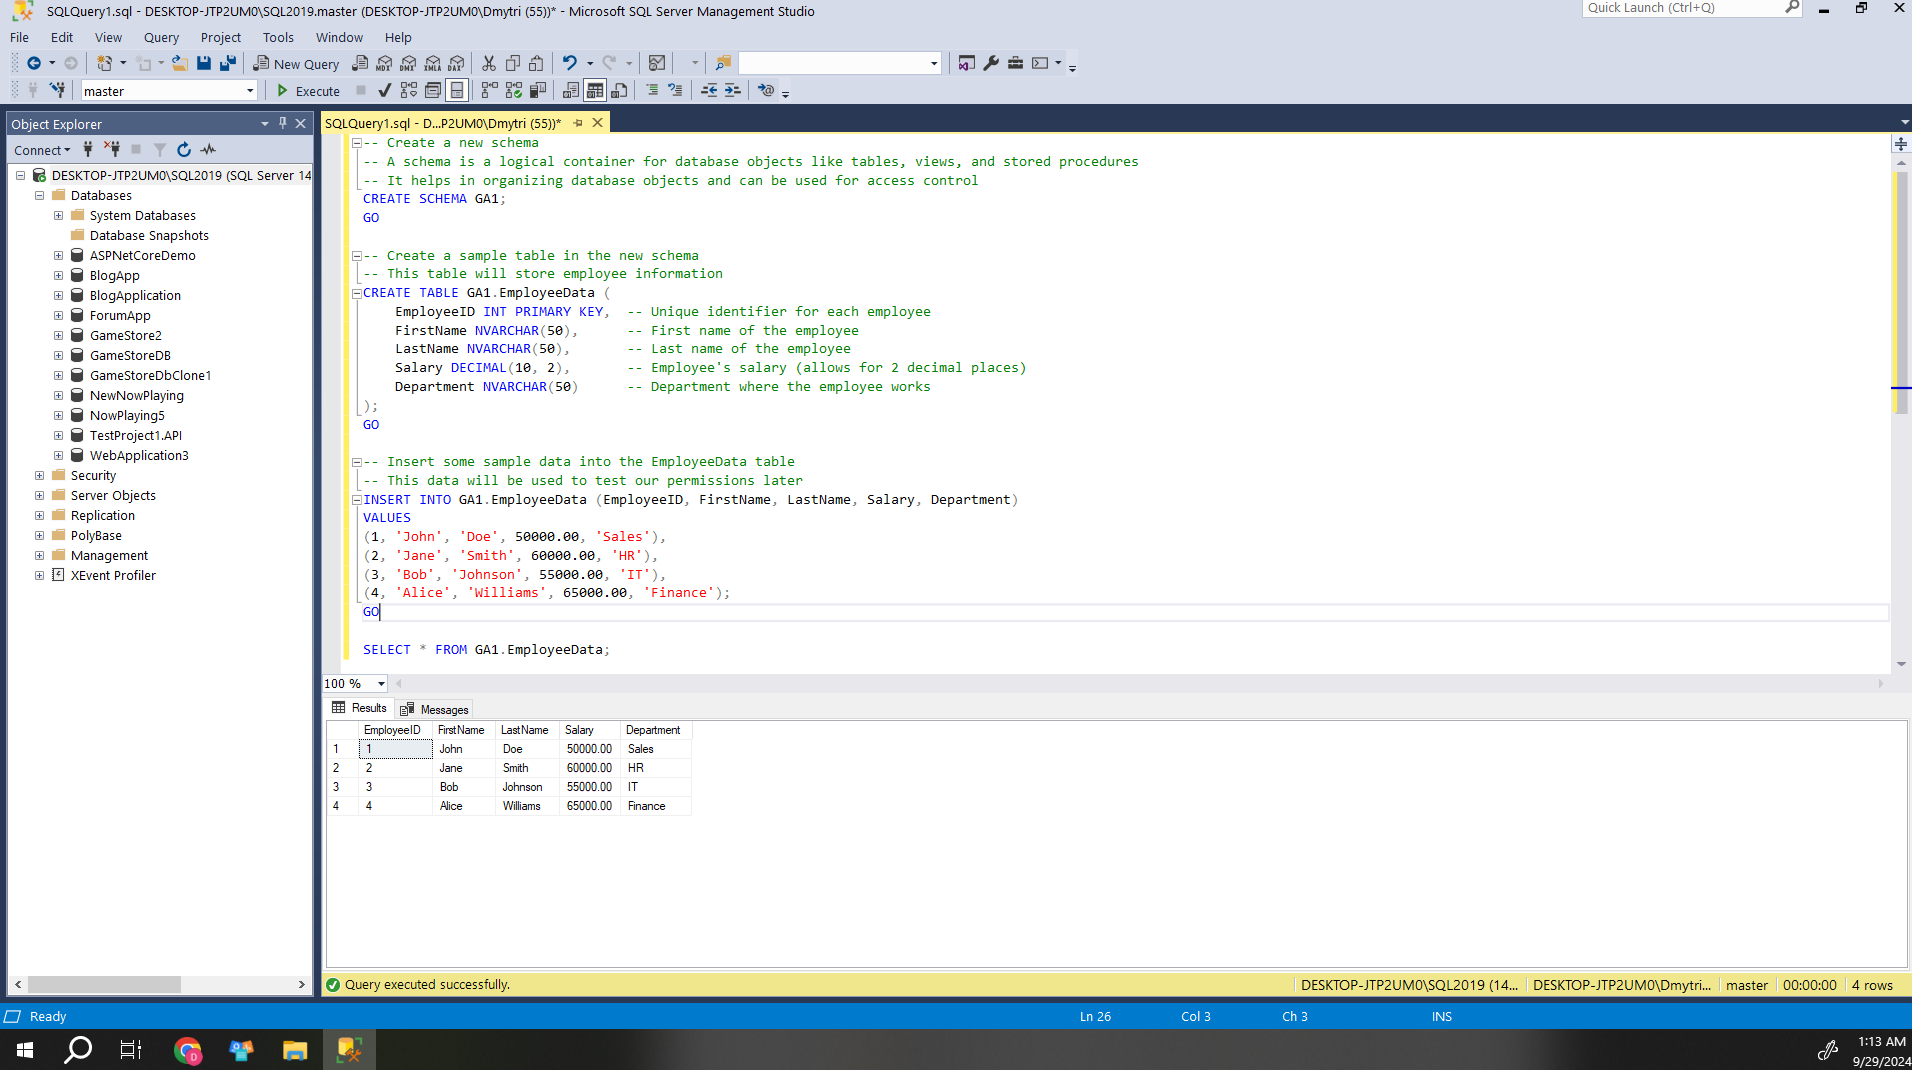 SQLQuery1.sql - DESKTOP-JTP2UM0\SQL2019.master (DESKTOP-JTP2UM0\Dmytri (55))* - Microsoft SQL Server Management Studio
Quick Launch (Ctrl+Q)
File Edit View Query Project Tools Window Help
New Query MDX DMX XMLA DAX
master Execute
Object Explorer
Connect
DESKTOP-JTP2UM0\SQL2019 (SQL Server 14
Databases
System Databases
Database Snapshots
ASPNetCoreDemo
BlogApp
BlogApplication
ForumApp
GameStore2
GameStoreDB
GameStoreDbClone1
NewNowPlaying
NowPlaying5
TestProject1.API
WebApplication3
Security
Server Objects
Replication
PolyBase
Management
XEvent Profiler
SQLQuery1.sql - D...P2UM0\Dmytri (55))*
-- Create a new schema
-- A schema is a logical container for database objects like tables, views, and stored procedures
-- It helps in organizing database objects and can be used for access control
CREATE SCHEMA GA1;
GO
-- Create a sample table in the new schema
-- This table will store employee information
CREATE TABLE GA1.EmployeeData (
EmployeeID INT PRIMARY KEY, -- Unique identifier for each employee
FirstName NVARCHAR(50), -- First name of the employee
LastName NVARCHAR(50), -- Last name of the employee
Salary DECIMAL(10, 2), -- Employee's salary (allows for 2 decimal places)
Department NVARCHAR(50) -- Department where the employee works
);
GO
-- Insert some sample data into the EmployeeData table
-- This data will be used to test our permissions later
INSERT INTO GA1.EmployeeData (EmployeeID, FirstName, LastName, Salary, Department)
VALUES
(1, 'John', 'Doe', 50000.00, 'Sales'),
(2, 'Jane', 'Smith', 60000.00, 'HR'),
(3, 'Bob', 'Johnson', 55000.00, 'IT'),
(4, 'Alice', 'Williams', 65000.00, 'Finance');
GO
SELECT * FROM GA1.EmployeeData;
100 %
Results Messages
EmployeeID FirstName LastName Salary Department
1 1 John Doe 50000.00 Sales
2 2 Jane Smith 60000.00 HR
3 3 Bob Johnson 55000.00 IT
4 4 Alice Williams 65000.00 Finance
Query executed successfully. DESKTOP-JTP2UM0\SQL2019 (14... DESKTOP-JTP2UM0\Dmytri... master 00:00:00 4 rows
Ready Ln 26 Col 3 Ch 3 INS
1:13 AM
9/29/2024